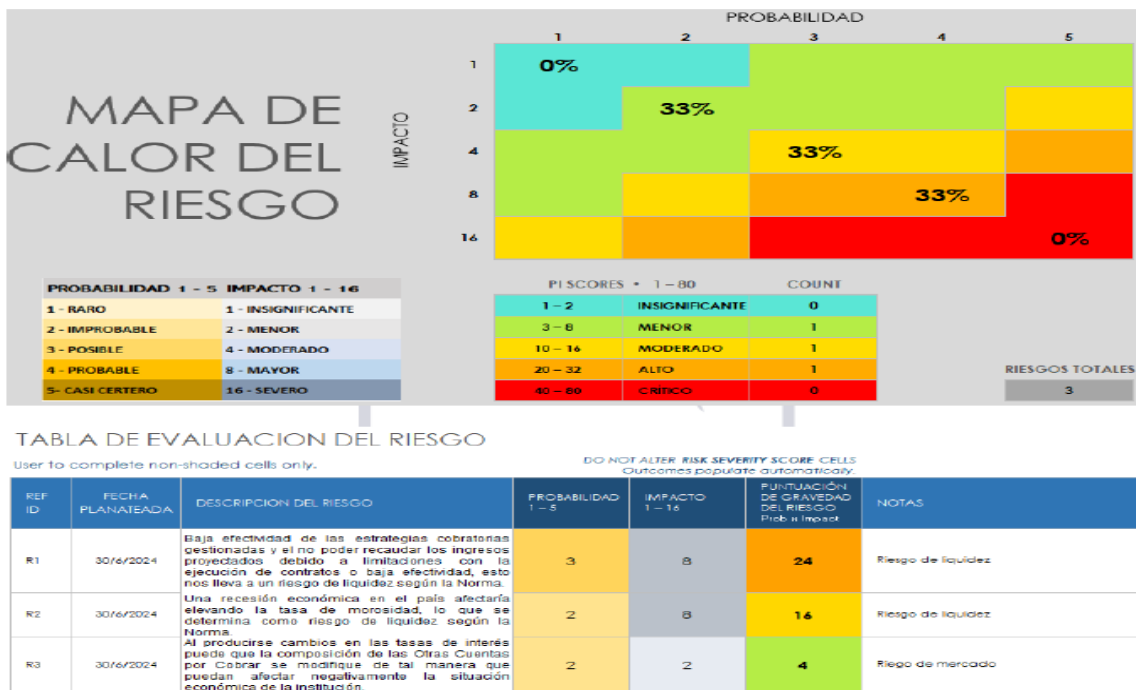 PROBABILIDAD
1 2 3 4 5
MAPA DE
CALOR DEL
RIESGO
IMPACTO
1 0%
2 33%
4 33%
8 33%
16 0%
PROBABILIDAD 1 - 5 IMPACTO 1 - 16
1 - RARO 1 - INSIGNIFICANTE
2 - IMPROBABLE 2 - MENOR
3 - POSIBLE 4 - MODERADO
4 - PROBABLE 8 - MAYOR
5- CASI CERTERO 16 - SEVERO
PI SCORES • 1 – 80 COUNT
1 – 2 INSIGNIFICANTE 0
3 – 8 MENOR 1
10 – 16 MODERADO 1
20 – 32 ALTO 1
40 – 80 CRÍTICO 0
RIESGOS TOTALES
3
TABLA DE EVALUACION DEL RIESGO
User to complete non-shaded cells only.
DO NOT ALTER RISK SEVERITY SCORE CELLS
Outcomes populate automatically.
REF ID
FECHA PLANATEADA
DESCRIPCION DEL RIESGO
PROBABILIDAD
1 – 5
IMPACTO
1 – 16
PUNTUACIÓN
DE GRAVEDAD
DEL RIESGO
Prob x Impact
NOTAS
R1
30/6/2024
Baja efectividad de las estrategias cobratorias
gestionadas y el no poder recaudar los ingresos
proyectados debido a limitaciones con la
ejecución de contratos o baja efectividad, esto
nos lleva a un riesgo de liquidez según la Norma.
3
8
24
Riesgo de liquidez
R2
30/6/2024
Una recesión económica en el país afectaría
elevando la tasa de morosidad, lo que se
determina como riesgo de liquidez según la
Norma.
2
8
16
Riesgo de liquidez
R3
30/6/2024
Al producirse cambios en las tasas de interés
puede que la composición de las Otras Cuentas
por Cobrar se modifique de tal manera que
puedan afectar negativamente la situación
económica de la institución.
2
2
4
Riego de mercado